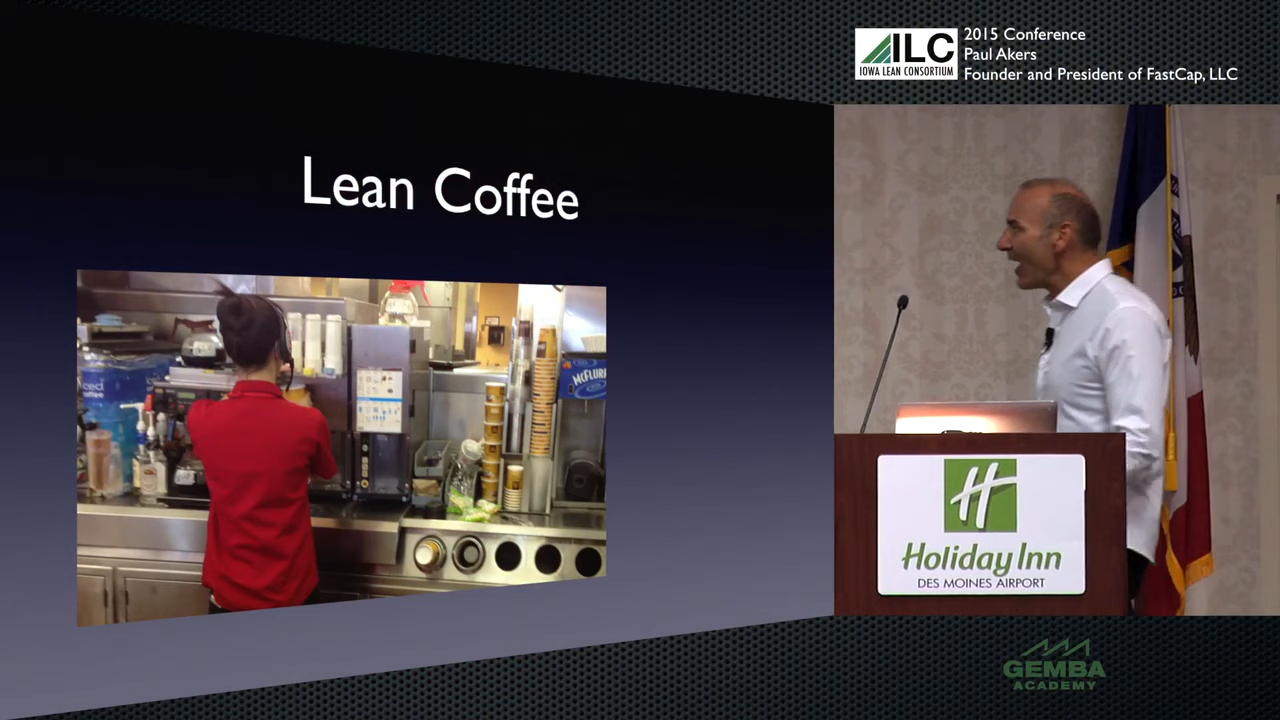 ILC
IOWA LEAN CONSORTIUM
2015 Conference
Paul Akers
Founder and President of FastCap, LLC
Lean Coffee
McFLURR
Holiday Inn
DES MOINES AIRPORT
GEMBA
ACADEMY